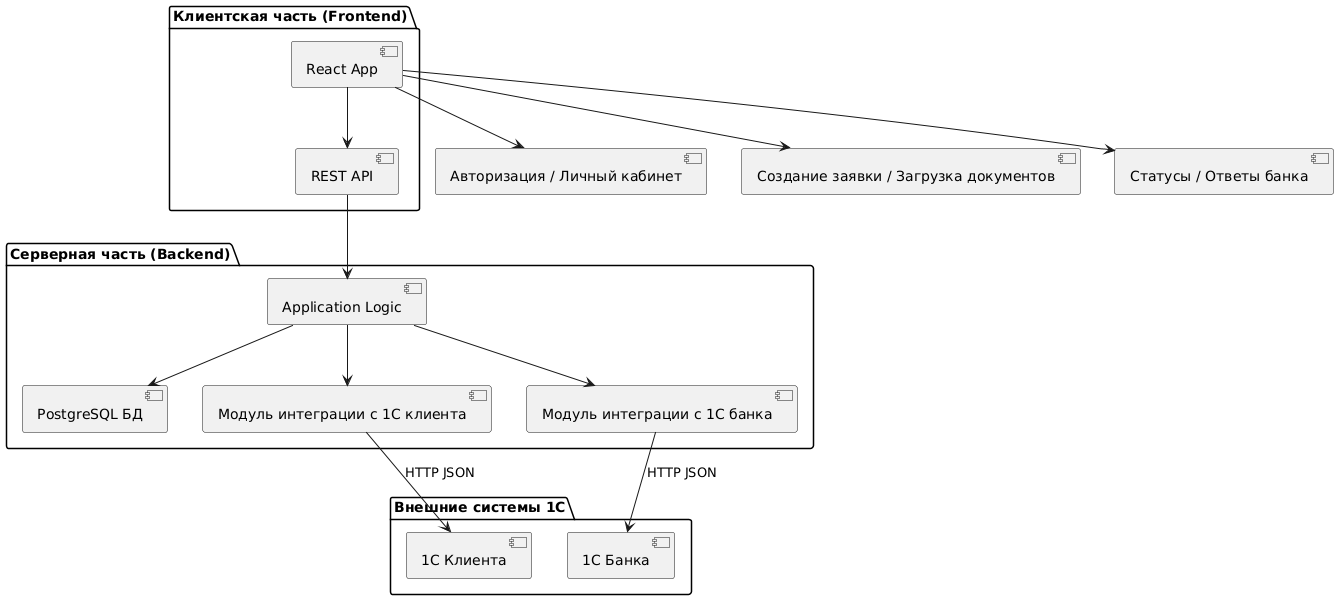 Клиентская часть (Frontend)
React App
REST API
Авторизация / Личный кабинет
Создание заявки / Загрузка документов
Статусы / Ответы банка
Серверная часть (Backend)
Application Logic
PostgreSQL БД
Модуль интеграции с 1С клиента
Модуль интеграции с 1С банка
HTTP JSON
HTTP JSON
Внешние системы 1С
1С Клиента
1С Банка